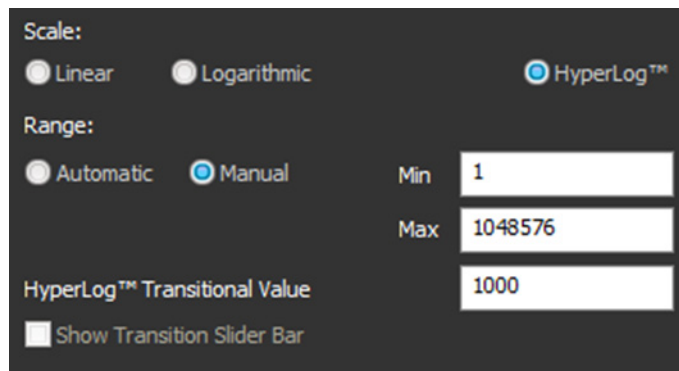 Scale:
Linear Logarithmic HyperLog™
Range:
Automatic Manual Min 1
Max 1048576
HyperLog™ Transitional Value 1000
Show Transition Slider Bar